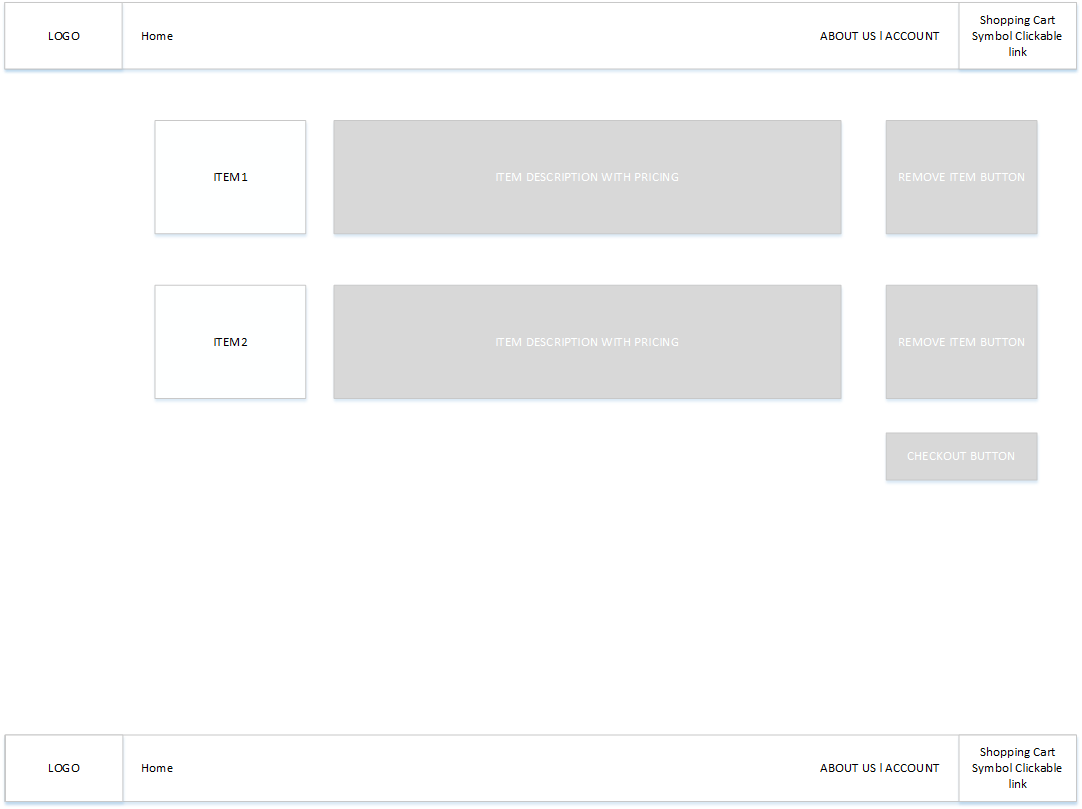 LOGO
Home
ABOUT US | ACCOUNT
Shopping Cart
Symbol Clickable
link
ITEM1
ITEM DESCRIPTION WITH PRICING
REMOVE ITEM BUTTON
ITEM2
ITEM DESCRIPTION WITH PRICING
REMOVE ITEM BUTTON
CHECKOUT BUTTON
LOGO
Home
ABOUT US | ACCOUNT
Shopping Cart
Symbol Clickable
link